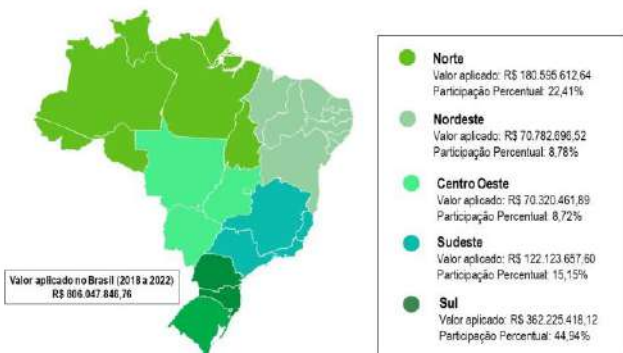 Norte
Valor aplicado: R$ 180.595.612,64
Participação Percentual: 22,41%
Nordeste
Valor aplicado: R$ 70.782.696,52
Participação Percentual: 8,78%
Centro Oeste
Valor aplicado: R$ 70.320.461,89
Participação Percentual: 8,72%
Sudeste
Valor aplicado: R$ 122.123.657,60
Participação Percentual: 15,15%
Sul
Valor aplicado: R$ 362.225.418,12
Participação Percentual: 44,94%
Valor aplicado no Brasil (2018 a 2022)
R$ 806.047.846,76